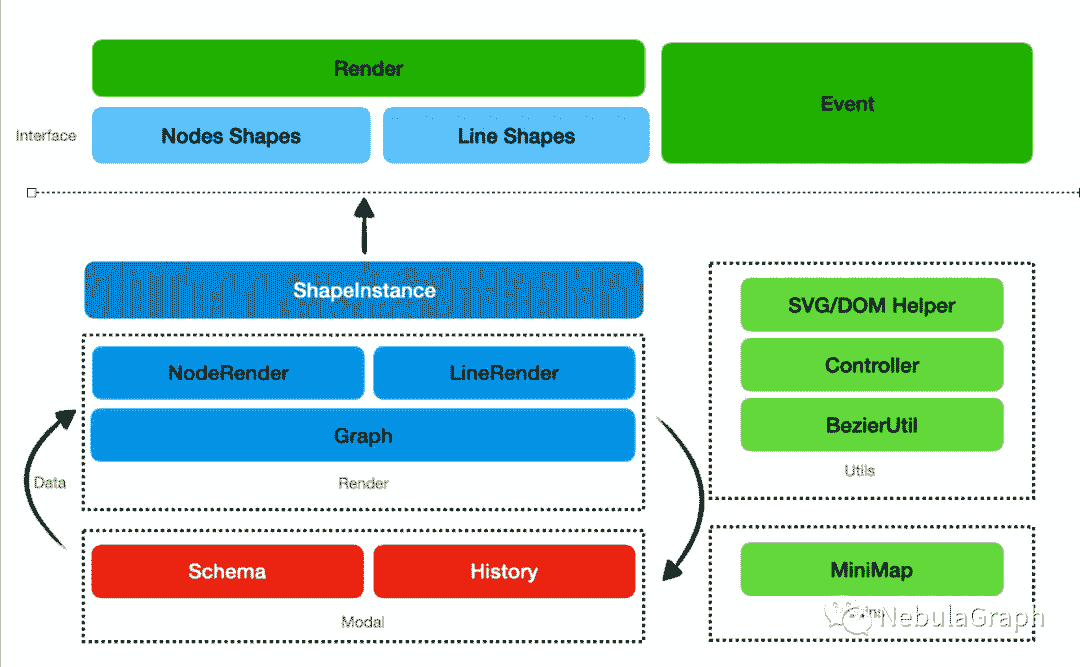 Render
Event
Interface
Nodes Shapes
Line Shapes
ShapeInstance
SVG/DOM Helper
NodeRender
LineRender
Controller
Graph
BezierUtil
Utils
Data
Render
Schema
History
MiniMap
Modal
NebulaGraph